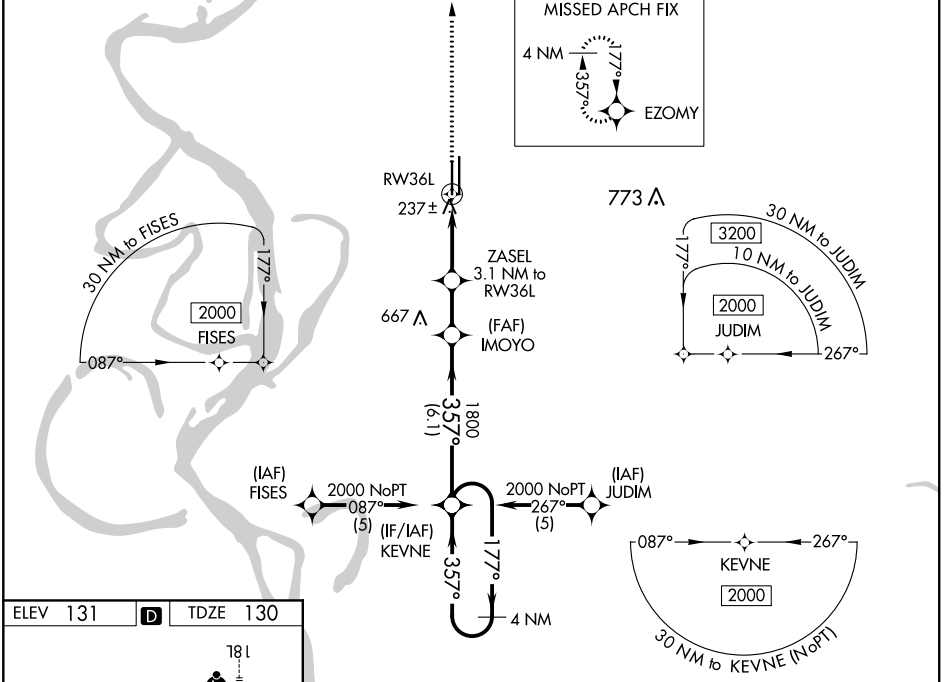 MISSED APCH FIX
4 NM
177°
357°
EZOMY
RW36L
237±
773
30 NM to FISES
177°
2000
FISES
087°
ZASEL
3.1 NM to
RW36L
667
(FAF)
IMOYO
30 NM to JUDIM
3200
177°
10 NM to JUDIM
2000
JUDIM
267°
1800
357°
(6.1)
(IAF)
FISES
2000 NoPT
087°
(5)
(IF/IAF)
KEVNE
2000 NoPT
267°
(5)
(IAF)
JUDIM
177°
357°
4 NM
087°
267°
KEVNE
2000
30 NM to KEVNE (NoPT)
ELEV 131 D TDZE 130
18L